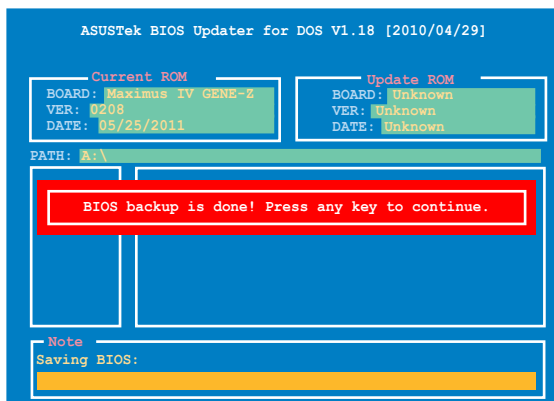 ASUSTek BIOS Updater for DOS V1.18 [2010/04/29]
Current ROM
BOARD: Maximus IV GENE-Z
VER: 0208
DATE: 05/25/2011
Update ROM
BOARD: Unknown
VER: Unknown
DATE: Unknown
PATH: A:\
BIOS backup is done! Press any key to continue.
Note
Saving BIOS: